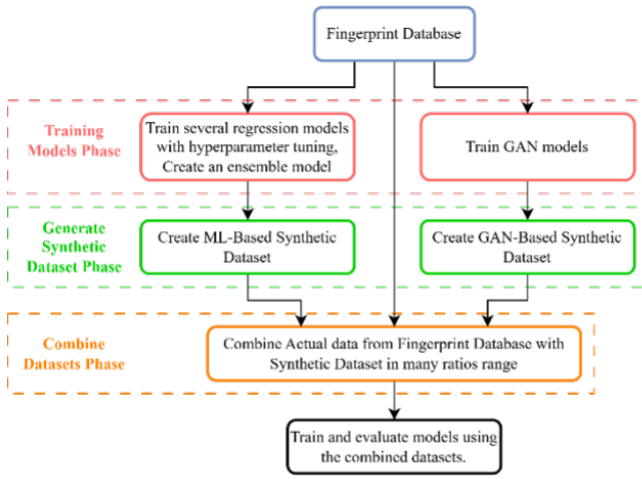 Fingerprint Database
Training
Models Phase
Train several regression models
with hyperparameter tuning,
Create an ensemble model
Train GAN models
Generate
Synthetic
Dataset Phase
Create ML-Based Synthetic
Dataset
Create GAN-Based Synthetic
Dataset
Combine
Datasets Phase
Combine Actual data from Fingerprint Database with
Synthetic Dataset in many ratios range
Train and evaluate models using
the combined datasets.